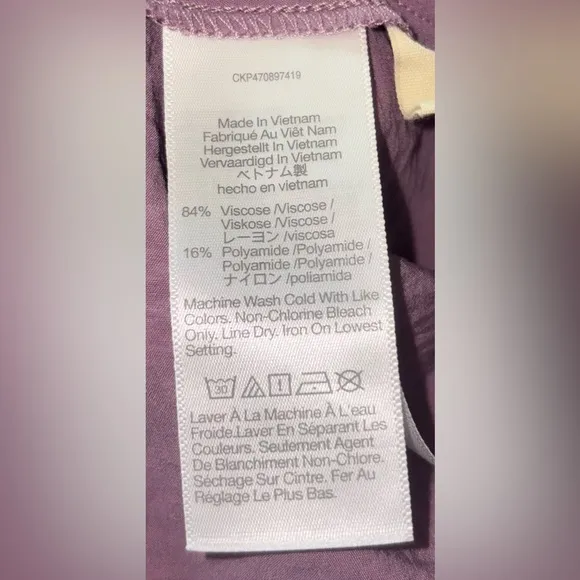 CKP470897419
Made In Vietnam
Fabriqué Au Viêt Nam
Hergestellt In Vietnam
Vervaardigd In Vietnam
ベトナム製
hecho en vietnam
84% Viscose /Viscose /
Viskose /Viscose /
レーヨン /viscosa
16% Polyamide /Polyamide /
Polyamide /Polyamide /
ナイロン /poliamida
Machine Wash Cold With Like
Colors. Non-Chlorine Bleach
Only. Line Dry. Iron On Lowest
Setting.
30
Laver À La Machine À L'eau
Froide.Laver En Séparant Les
Couleurs. Seulement Agent
De Blanchiment Non-Chlore.
Séchage Sur Cintre. Fer Au
Réglage Le Plus Bas.